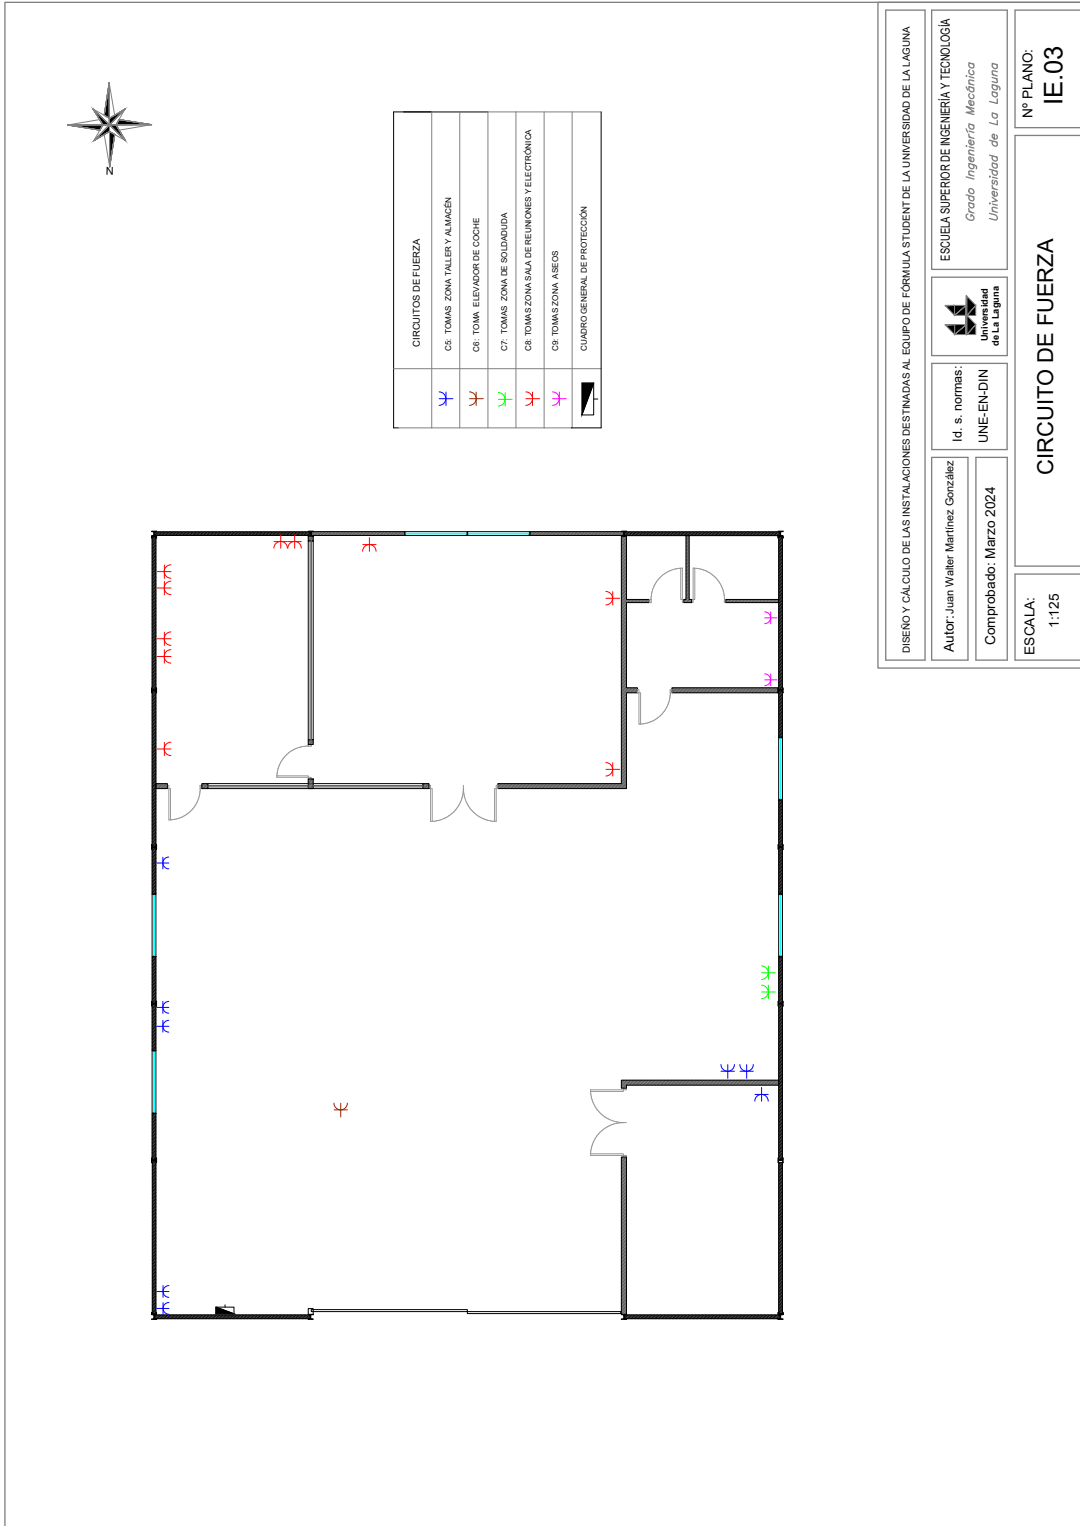 N
CIRCUITOS DE FUERZA
C5: TOMAS ZONA TALLER Y ALMACÉN
C6: TOMA ELEVADOR DE COCHE
C7: TOMAS ZONA DE SOLDADUDA
C8: TOMAS ZONA SALA DE REUNIONES Y ELECTRÓNICA
C9: TOMAS ZONA ASEOS
CUADRO GENERAL DE PROTECCIÓN
DISEÑO Y CÁLCULO DE LAS INSTALACIONES DESTINADAS AL EQUIPO DE FÓRMULA STUDENT DE LA UNIVERSIDAD DE LA LAGUNA
Autor: Juan Walter Martínez González
Comprobado: Marzo 2024
Id. s. normas:
UNE-EN-DIN
Universidad
de La Laguna
ESCUELA SUPERIOR DE INGENIERÍA Y TECNOLOGÍA
Grado Ingeniería Mecánica
Universidad de La Laguna
ESCALA:
1:125
CIRCUITO DE FUERZA
Nº PLANO:
IE.03